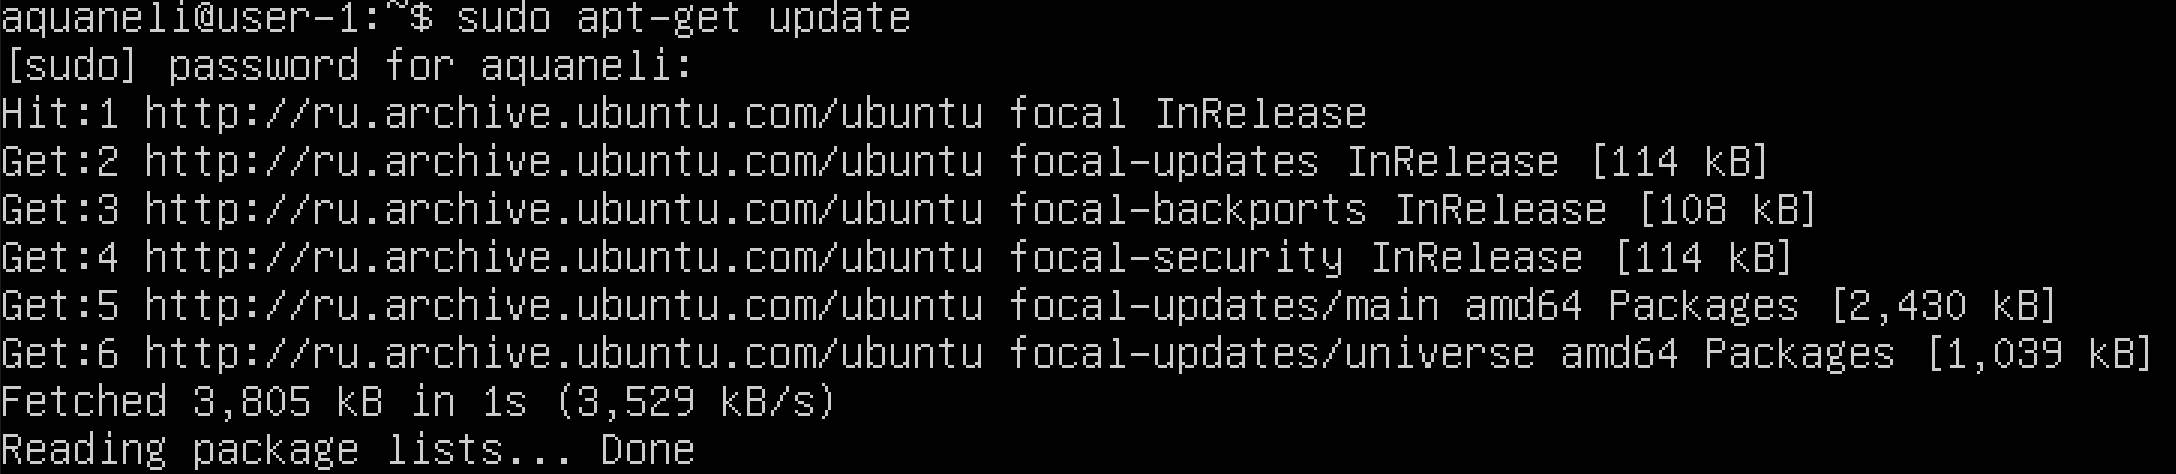 aquaneli@user-1:~$ sudo apt-get update
[sudo] password for aquaneli:
Hit:1 http://ru.archive.ubuntu.com/ubuntu focal InRelease
Get:2 http://ru.archive.ubuntu.com/ubuntu focal-updates InRelease [114 kB]
Get:3 http://ru.archive.ubuntu.com/ubuntu focal-backports InRelease [108 kB]
Get:4 http://ru.archive.ubuntu.com/ubuntu focal-security InRelease [114 kB]
Get:5 http://ru.archive.ubuntu.com/ubuntu focal-updates/main amd64 Packages [2,430 kB]
Get:6 http://ru.archive.ubuntu.com/ubuntu focal-updates/universe amd64 Packages [1,039 kB]
Fetched 3,805 kB in 1s (3,529 kB/s)
Reading package lists... Done